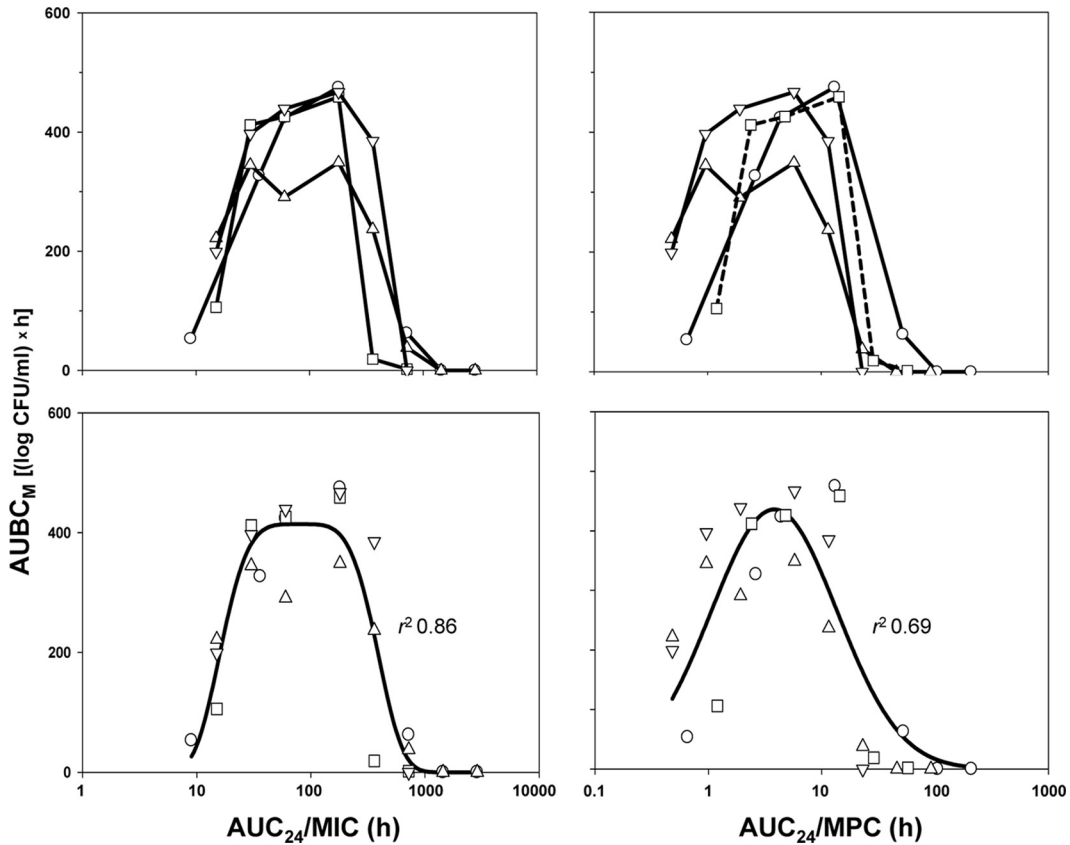 600
400
200
0
600
400
200
0
AUBC_M [(log CFU/ml) × h]
r² 0.86
r² 0.69
1 10 100 1000 10000
0.1 1 10 100 1000
AUC₂₄/MIC (h)
AUC₂₄/MPC (h)